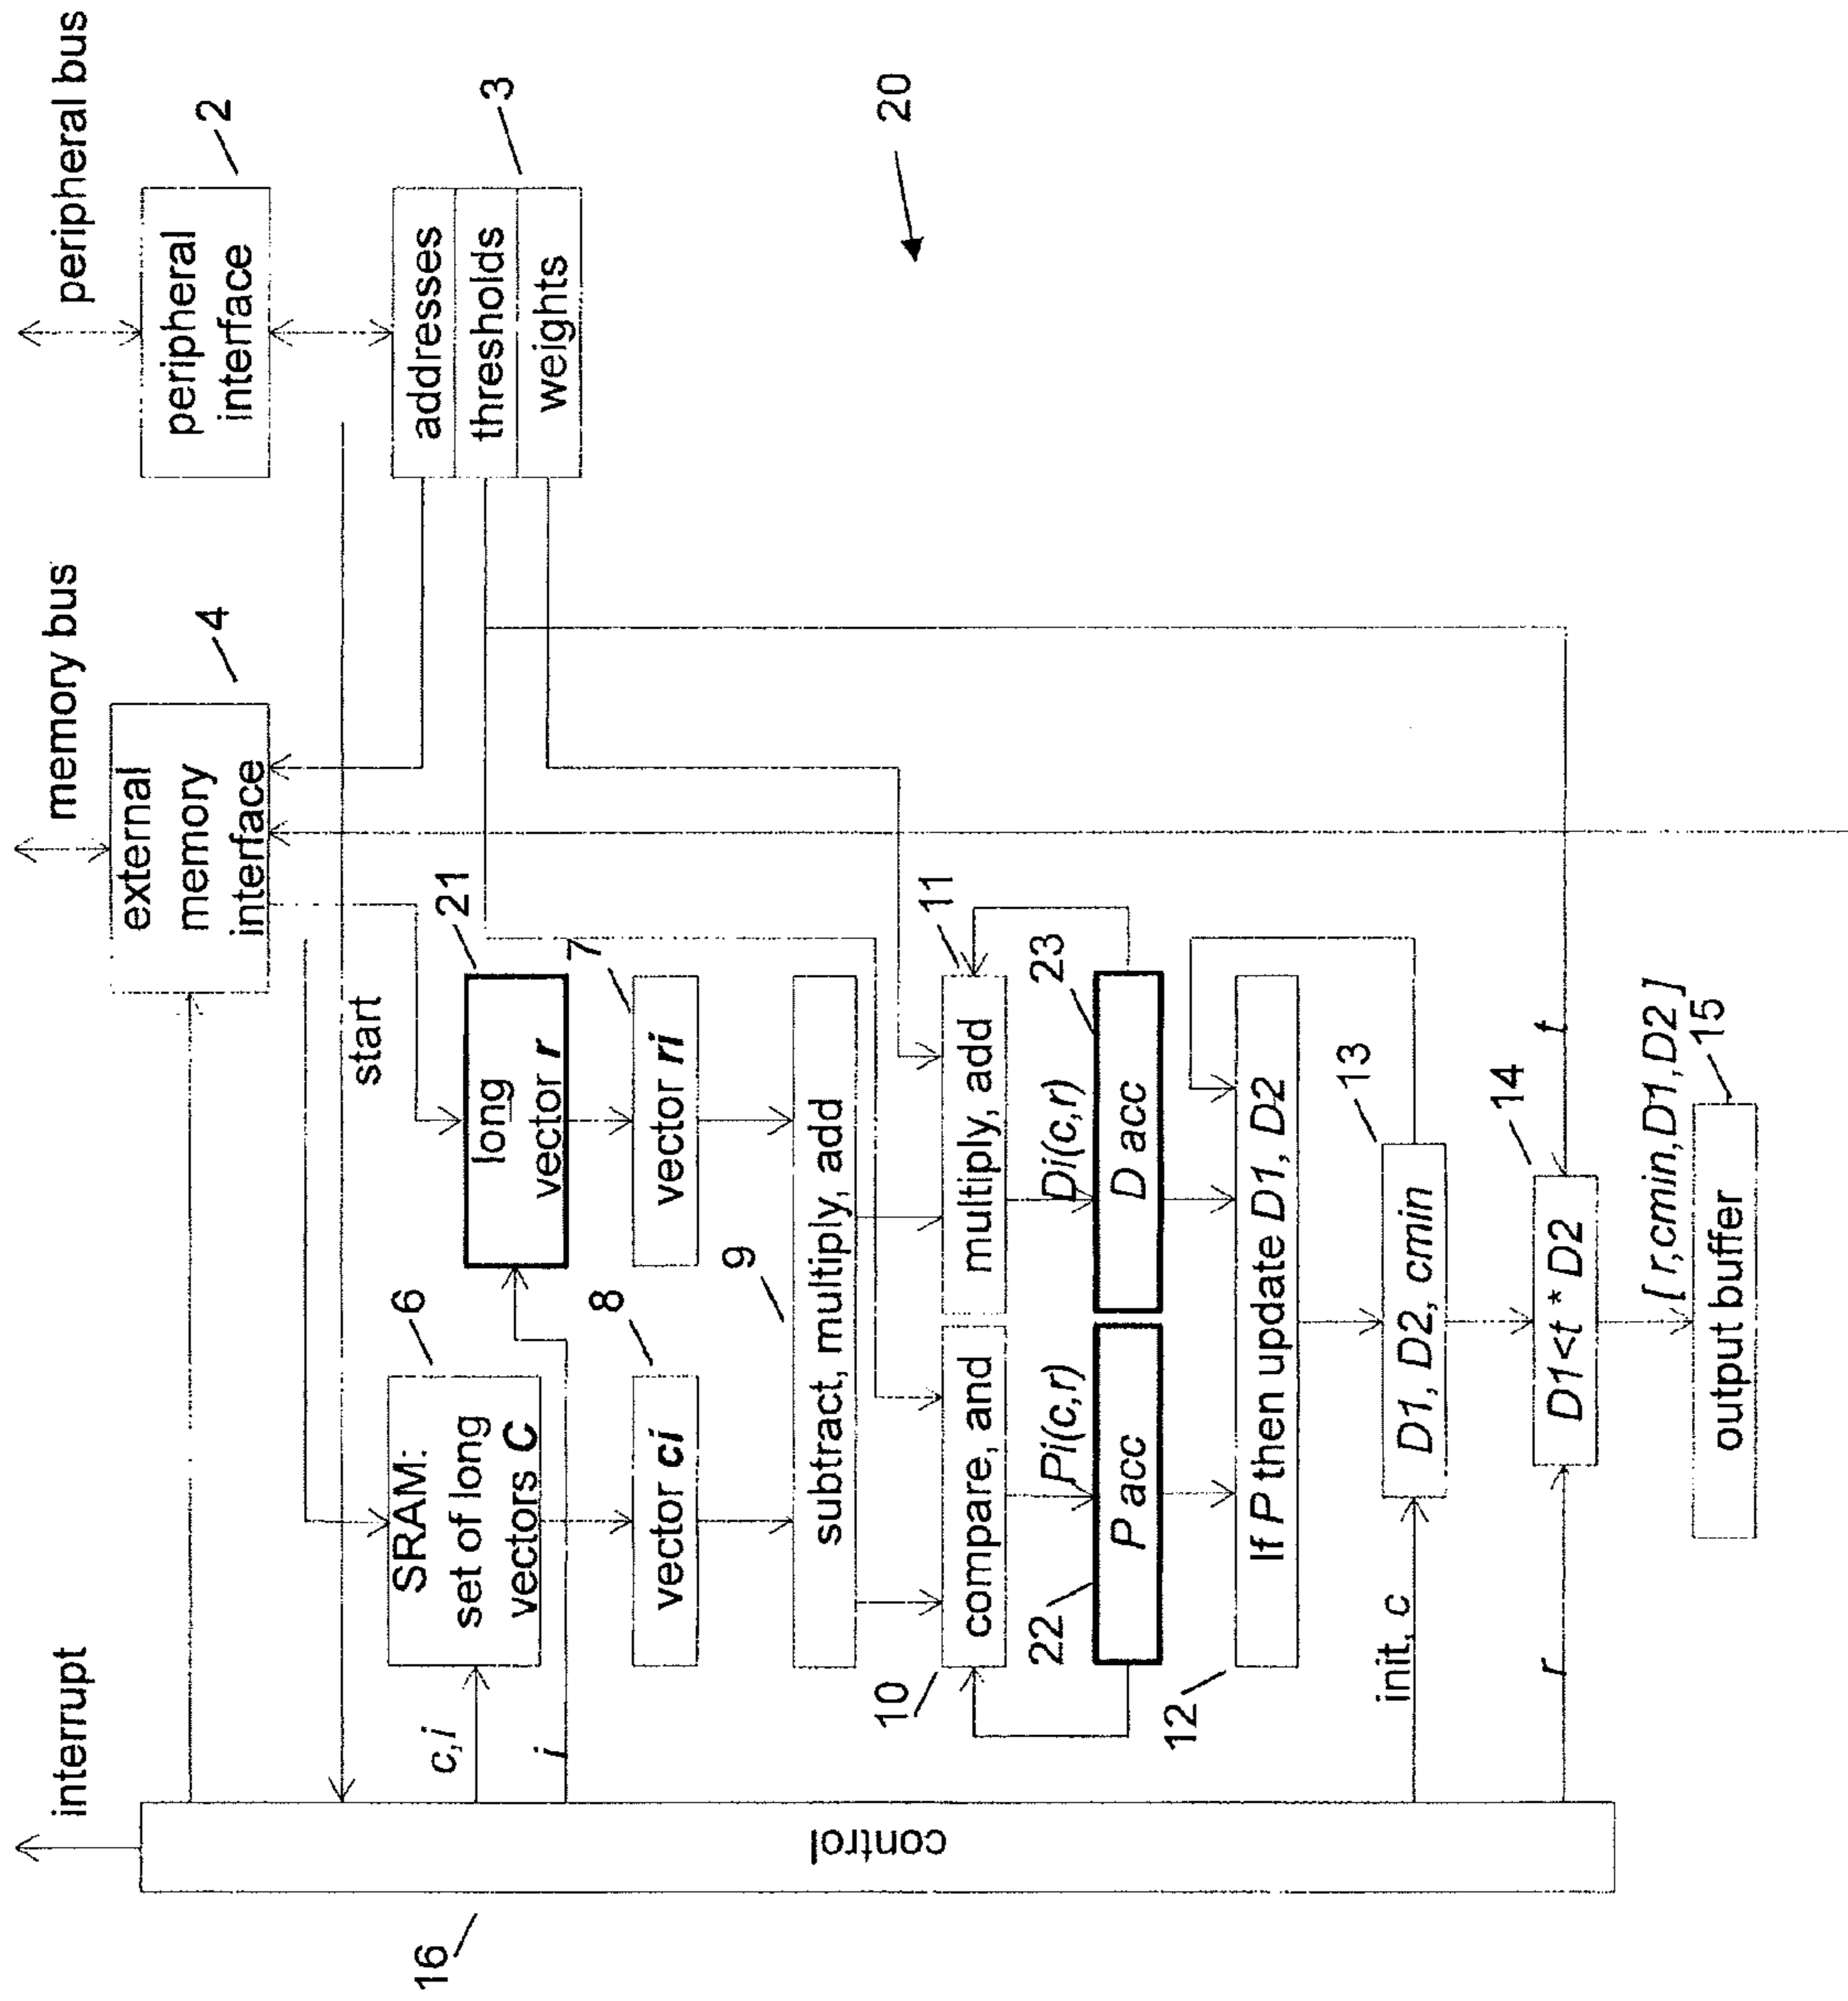 interrupt
memory bus
peripheral bus
external
memory
interface
4
peripheral
interface
2
start
addresses
thresholds
weights
3
SRAM:
set of long
vectors C
6
long
vector r
21
c,i
i
vector ci
8
vector ri
7
subtract, multiply, add
9
compare, and
10
multiply, add
11
20
Pi(c,r)
Di(c,r)
P acc
22
D acc
23
If P then update D1, D2
12
init, c
D1, D2, cmin
13
r
D1<t * D2
14
t
[ r,cmin,D1,D2 ]
output buffer
15
control
16